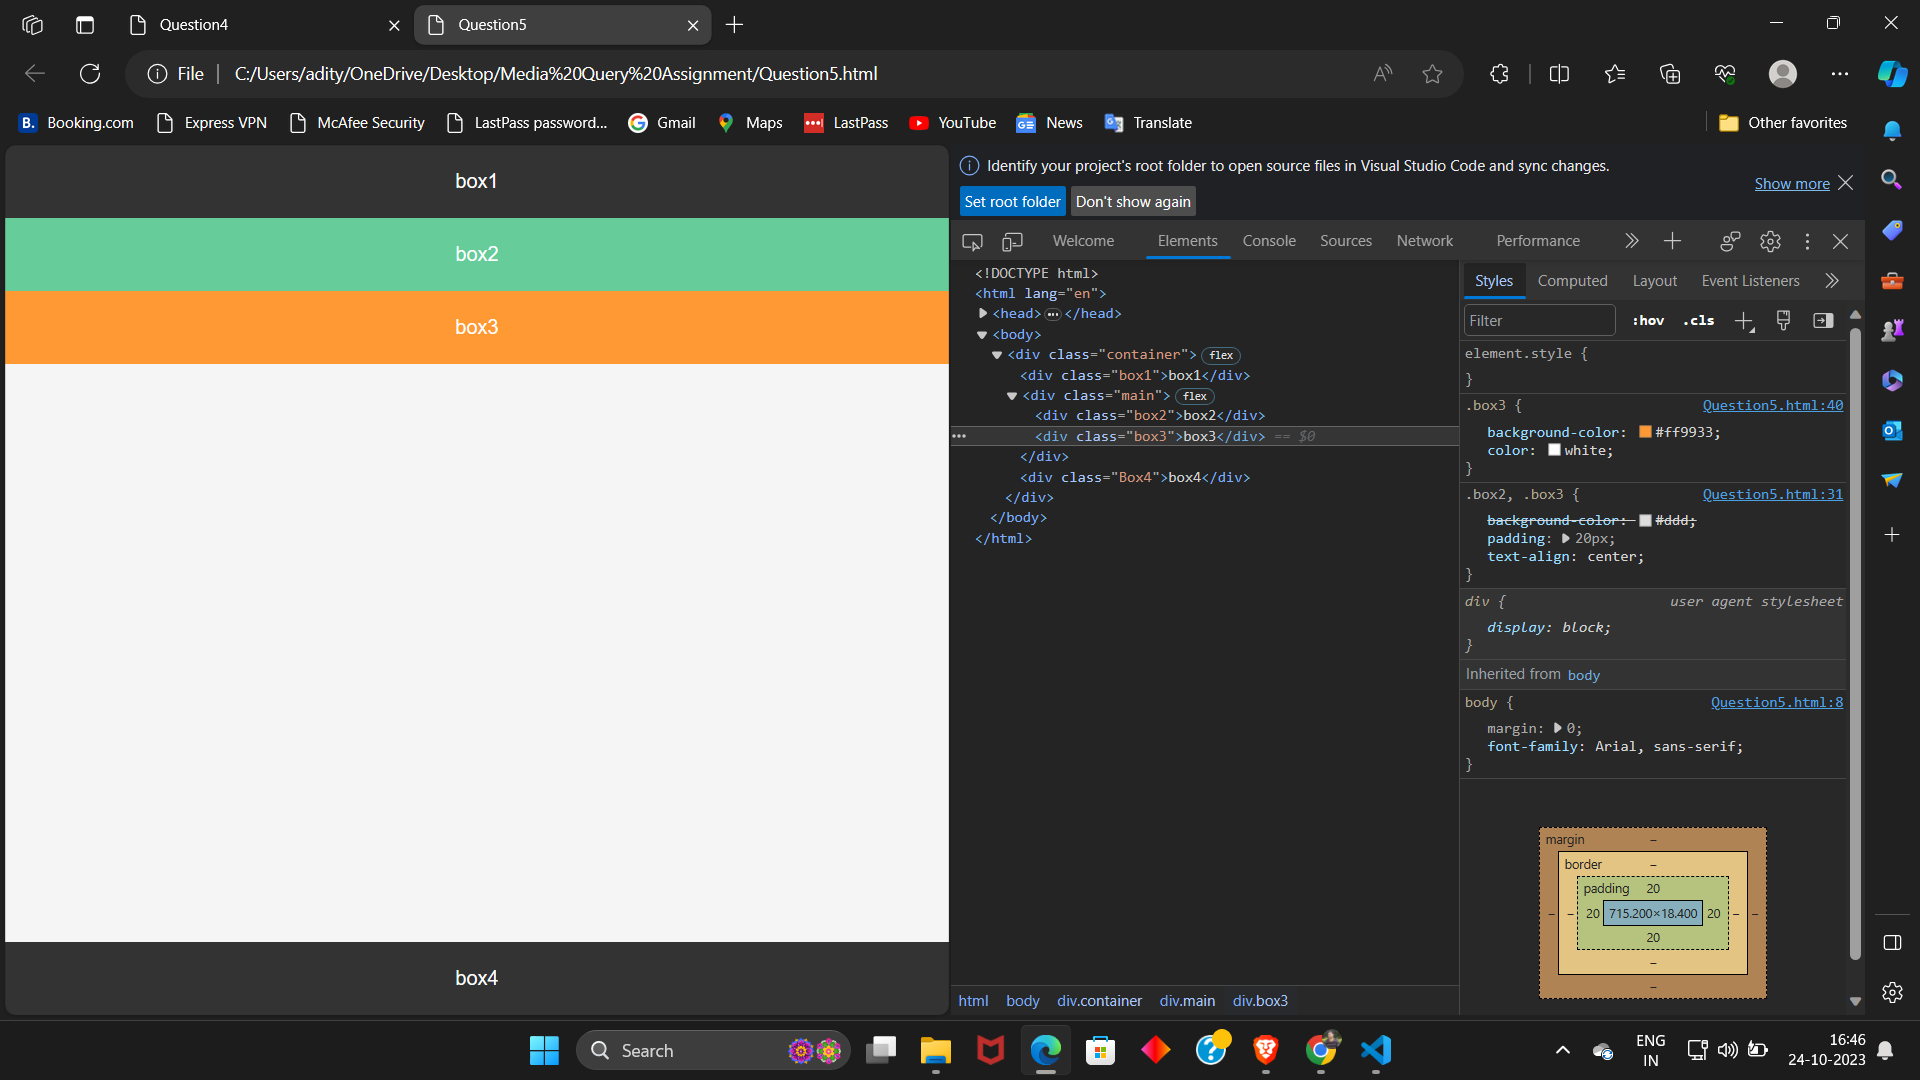 Question4
Question5
File
C:/Users/adity/OneDrive/Desktop/Media%20Query%20Assignment/Question5.html
Booking.com
Express VPN
McAfee Security
LastPass password...
Gmail
Maps
LastPass
YouTube
News
Translate
Other favorites
box1
box2
box3
box4
Identify your project's root folder to open source files in Visual Studio Code and sync changes.
Set root folder
Don't show again
Show more
Welcome
Elements
Console
Sources
Network
Performance
<!DOCTYPE html>
<html lang="en">
<head> ••• </head>
<body>
<div class="container"> flex
<div class="box1">box1</div>
<div class="main"> flex
<div class="box2">box2</div>
••• <div class="box3">box3</div> == $0
</div>
<div class="Box4">box4</div>
</div>
</body>
</html>
html body div.container div.main div.box3
Styles
Computed
Layout
Event Listeners
Filter
:hov
.cls
element.style {
}
.box3 { Question5.html:40
background-color: #ff9933;
color: white;
}
.box2, .box3 { Question5.html:31
background-color: #ddd;
padding: 20px;
text-align: center;
}
div { user agent stylesheet
display: block;
}
Inherited from body
body { Question5.html:8
margin: 0;
font-family: Arial, sans-serif;
}
margin –
border –
padding 20
– – 20 715.200×18.400 20 – –
20
–
–
Search
ENG
IN
16:46
24-10-2023